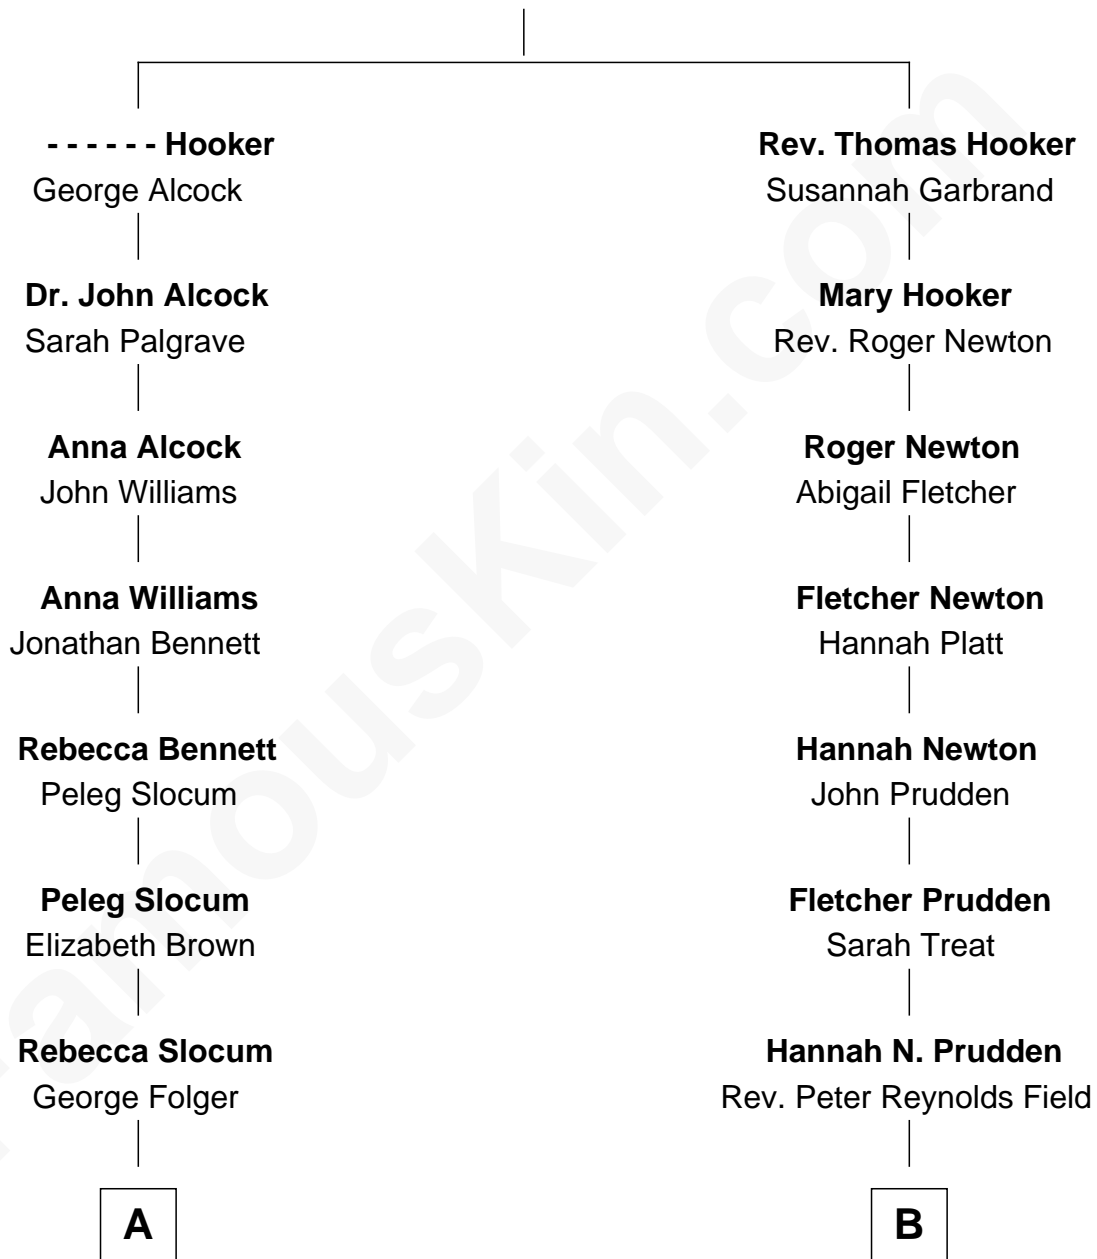 - - - - - - Hooker
George Alcock
Dr. John Alcock
Sarah Palgrave
Anna Alcock
John Williams
Anna Williams
Jonathan Bennett
Rebecca Bennett
Peleg Slocum
Peleg Slocum
Elizabeth Brown
Rebecca Slocum
George Folger
A
Rev. Thomas Hooker
Susannah Garbrand
Mary Hooker
Rev. Roger Newton
Roger Newton
Abigail Fletcher
Fletcher Newton
Hannah Platt
Hannah Newton
John Prudden
Fletcher Prudden
Sarah Treat
Hannah N. Prudden
Rev. Peter Reynolds Field
B
FamousKin.com